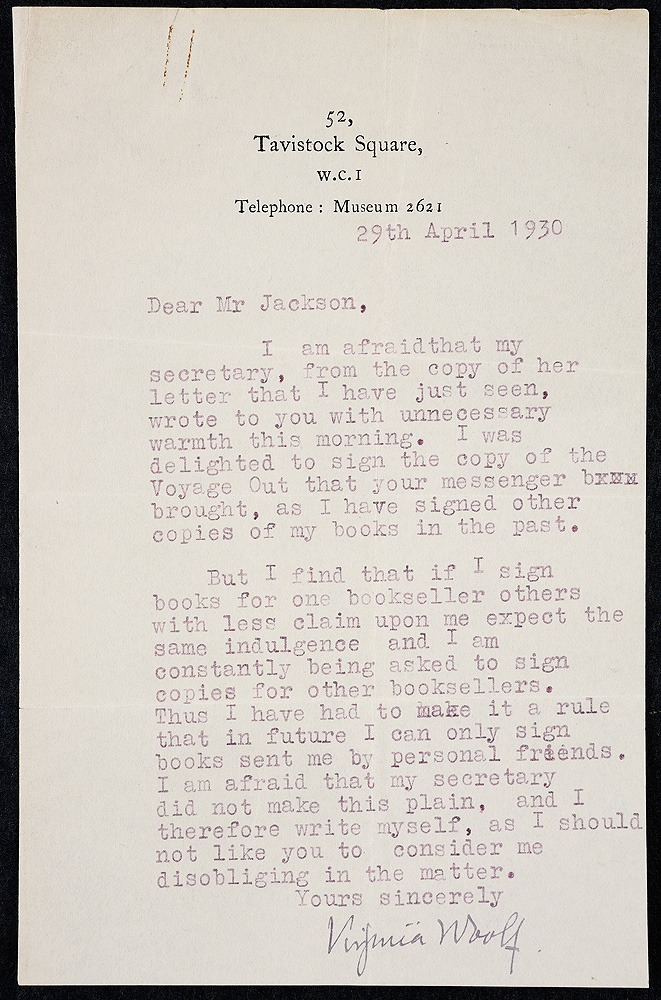 52,
Tavistock Square,
W.C.1
Telephone : Museum 2621
29th April 1930
Dear Mr Jackson,
I am afraidthat my
secretary, from the copy of her
letter that I have just seen,
wrote to you with unnecessary
warmth this morning. I was
delighted to sign the copy of the
Voyage Out that your messenger bxxx
brought, as I have signed other
copies of my books in the past.
But I find that if I sign
books for one bookseller others
with less claim upon me expect the
same indulgence and I am
constantly being asked to sign
copies for other booksellers.
Thus I have had to make it a rule
that in future I can only sign
books sent me by personal friends.
I am afraid that my secretary
did not make this plain, and I
therefore write myself, as I should
not like you to consider me
disobliging in the matter.
Yours sincerely
Virginia Woolf.